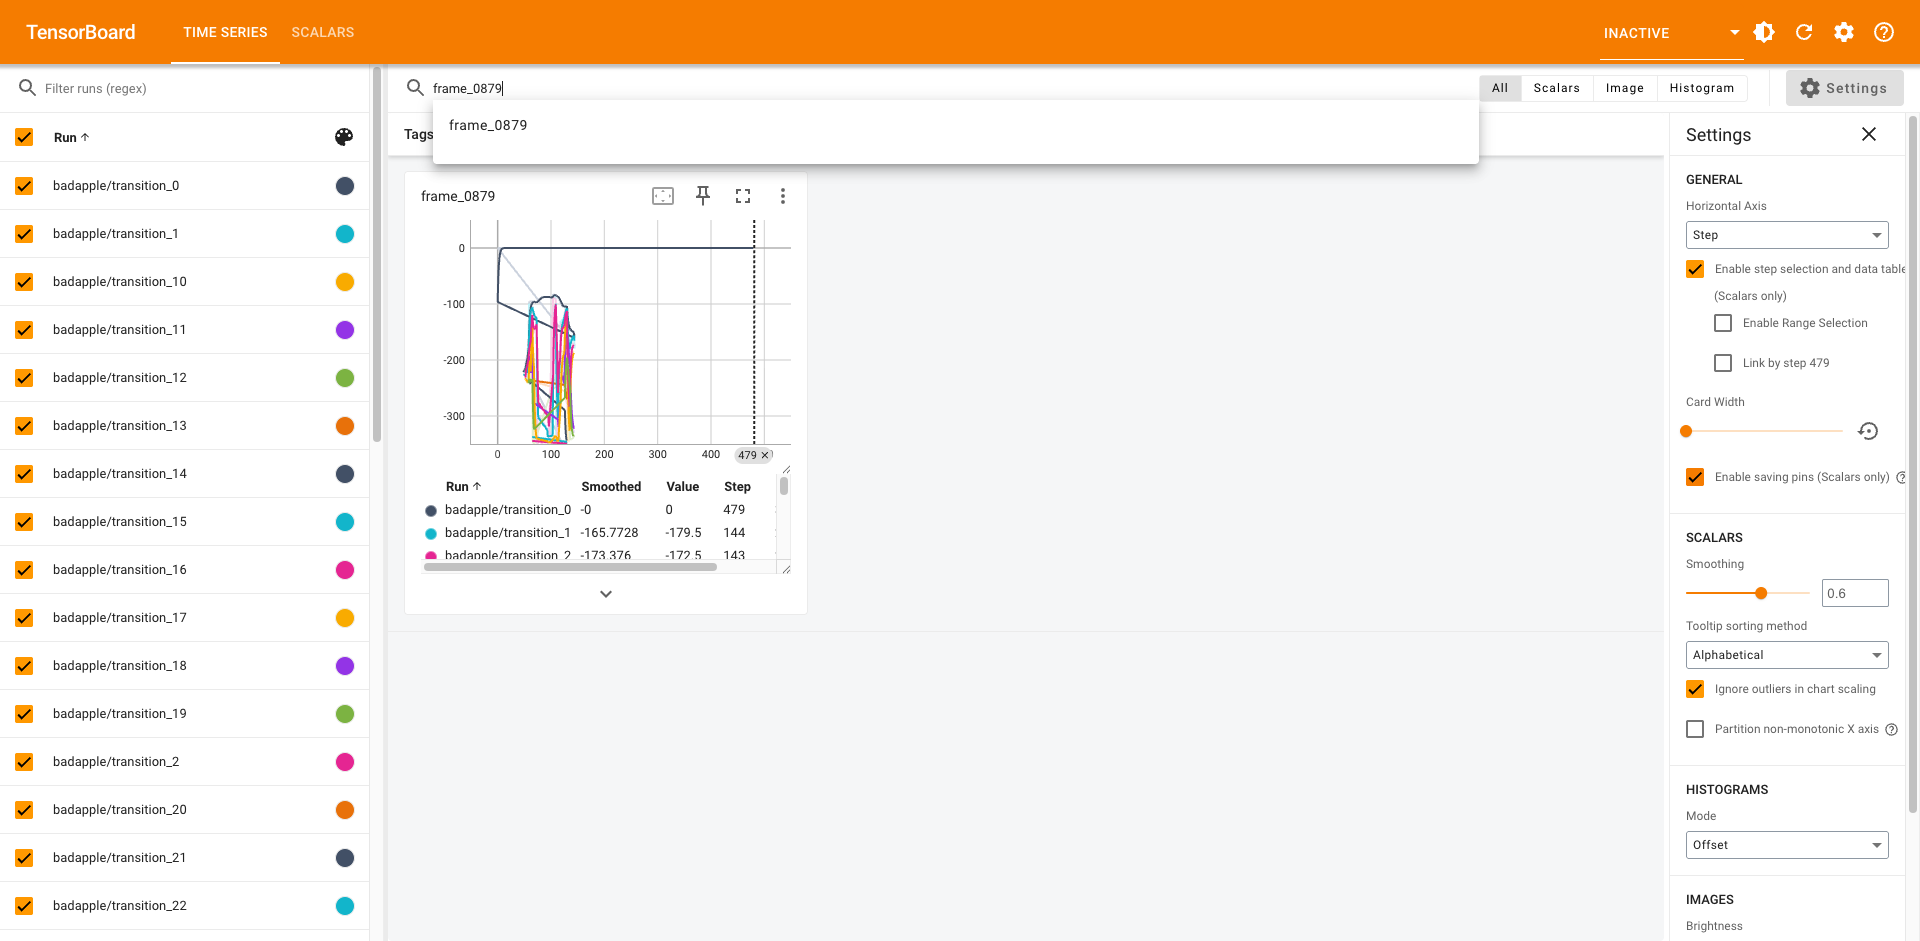 TensorBoard
TIME SERIES
SCALARS
INACTIVE
Filter runs (regex)
frame_0879
All
Scalars
Image
Histogram
Settings
frame_0879
Run
Tags
Settings
badapple/transition_0
badapple/transition_1
badapple/transition_10
badapple/transition_11
badapple/transition_12
badapple/transition_13
badapple/transition_14
badapple/transition_15
badapple/transition_16
badapple/transition_17
badapple/transition_18
badapple/transition_19
badapple/transition_2
badapple/transition_20
badapple/transition_21
badapple/transition_22
frame_0879
0
-100
-200
-300
0
100
200
300
400
479
Run Smoothed Value Step
badapple/transition_0 -0 0 479
badapple/transition_1 -165.7728 -179.5 144
badapple/transition_2 -173.376 -172.5 143
GENERAL
Horizontal Axis
Step
Enable step selection and data table
(Scalars only)
Enable Range Selection
Link by step 479
Card Width
Enable saving pins (Scalars only)
SCALARS
Smoothing
0.6
Tooltip sorting method
Alphabetical
Ignore outliers in chart scaling
Partition non-monotonic X axis
HISTOGRAMS
Mode
Offset
IMAGES
Brightness